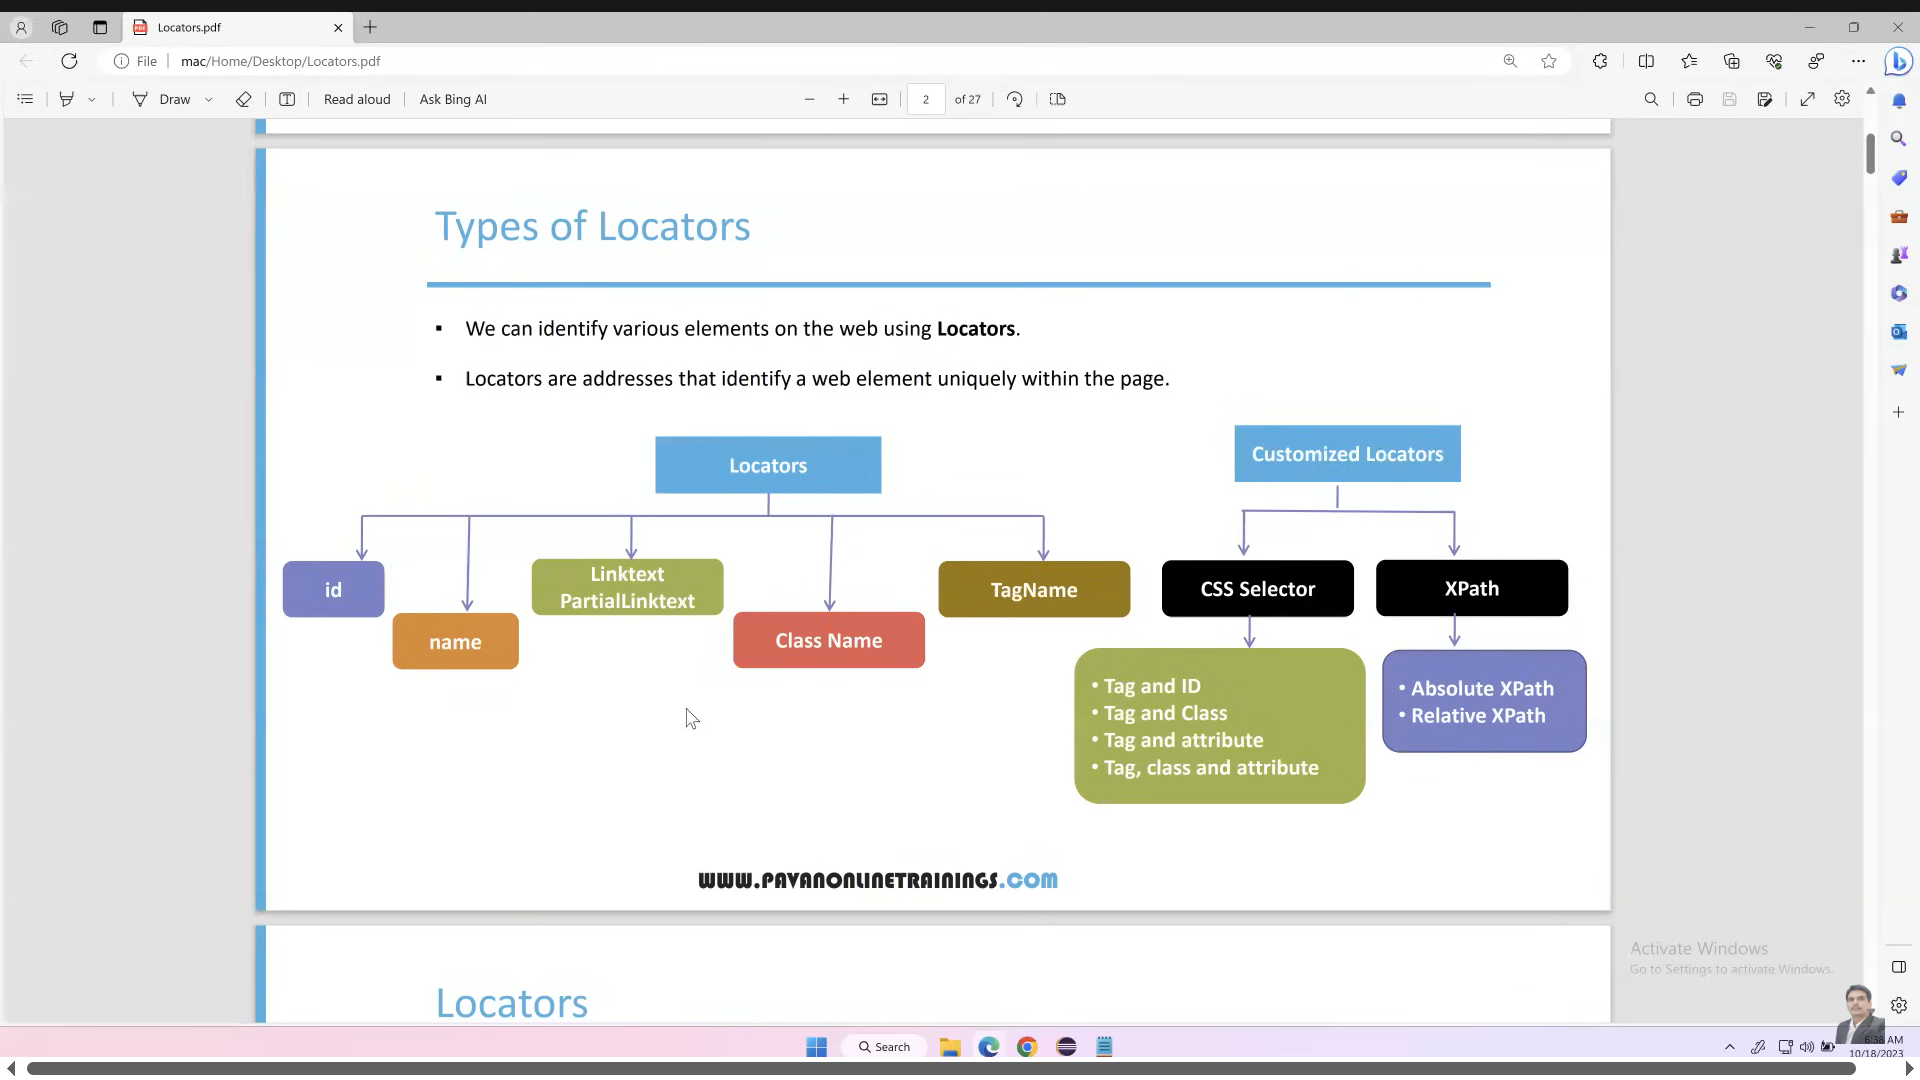 Locators.pdf
File
mac/Home/Desktop/Locators.pdf
Draw
Read aloud
Ask Bing AI
2
of 27
Types of Locators
▪ We can identify various elements on the web using Locators.
▪ Locators are addresses that identify a web element uniquely within the page.
Locators
Customized Locators
id
name
Linktext
PartialLinktext
Class Name
TagName
CSS Selector
XPath
• Tag and ID
• Tag and Class
• Tag and attribute
• Tag, class and attribute
• Absolute XPath
• Relative XPath
WWW.PAVANONLINETRAININGS.COM
Locators
Activate Windows
Go to Settings to activate Windows.
Search
6:38 AM
10/18/2023